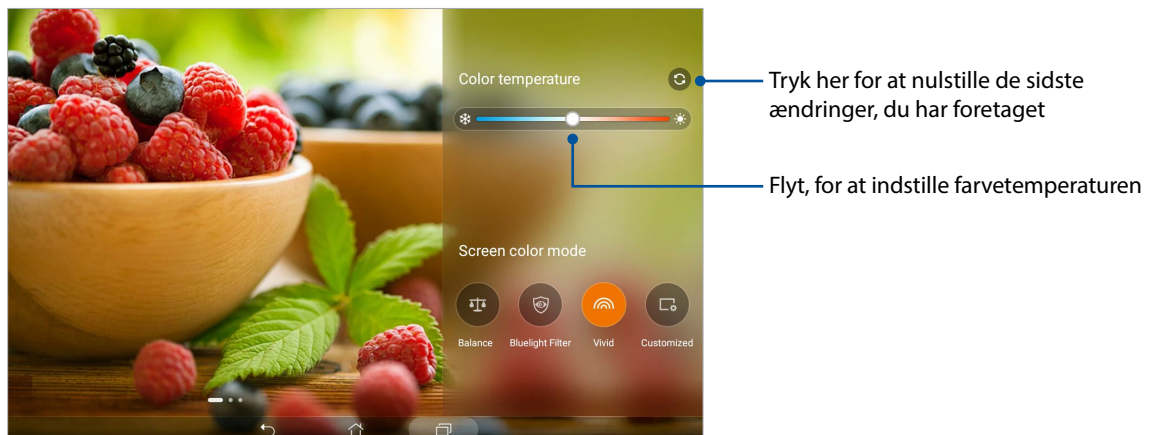 Color temperature
Tryk her for at nulstille de sidste
ændringer, du har foretaget
Flyt, for at indstille farvetemperaturen
Screen color mode
Balance
Bluelight Filter
Vivid
Customized